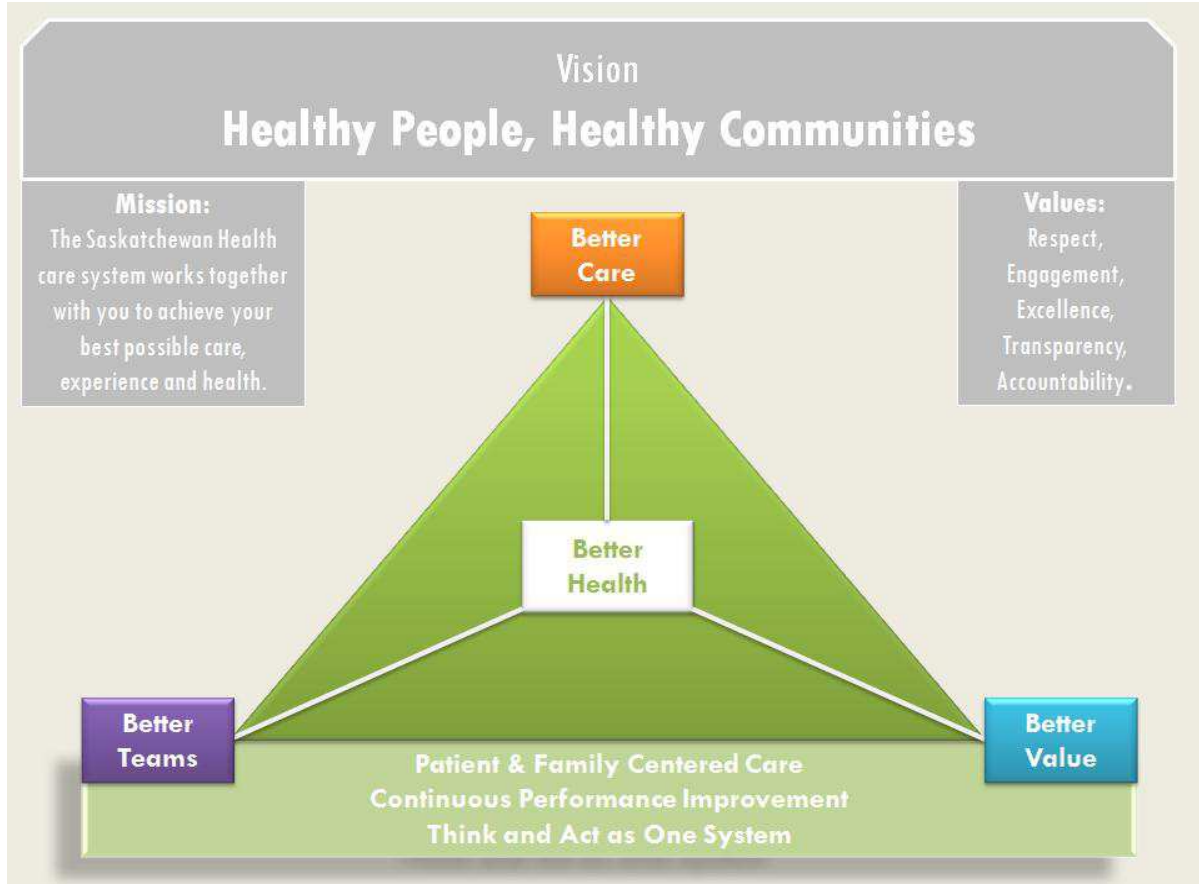 Vision
Healthy People, Healthy Communities
Mission:
The Saskatchewan Health
care system works together
with you to achieve your
best possible care,
experience and health.
Values:
Respect,
Engagement,
Excellence,
Transparency,
Accountability.
Better
Care
Better
Health
Better
Teams
Better
Value
Patient & Family Centered Care
Continuous Performance Improvement
Think and Act as One System